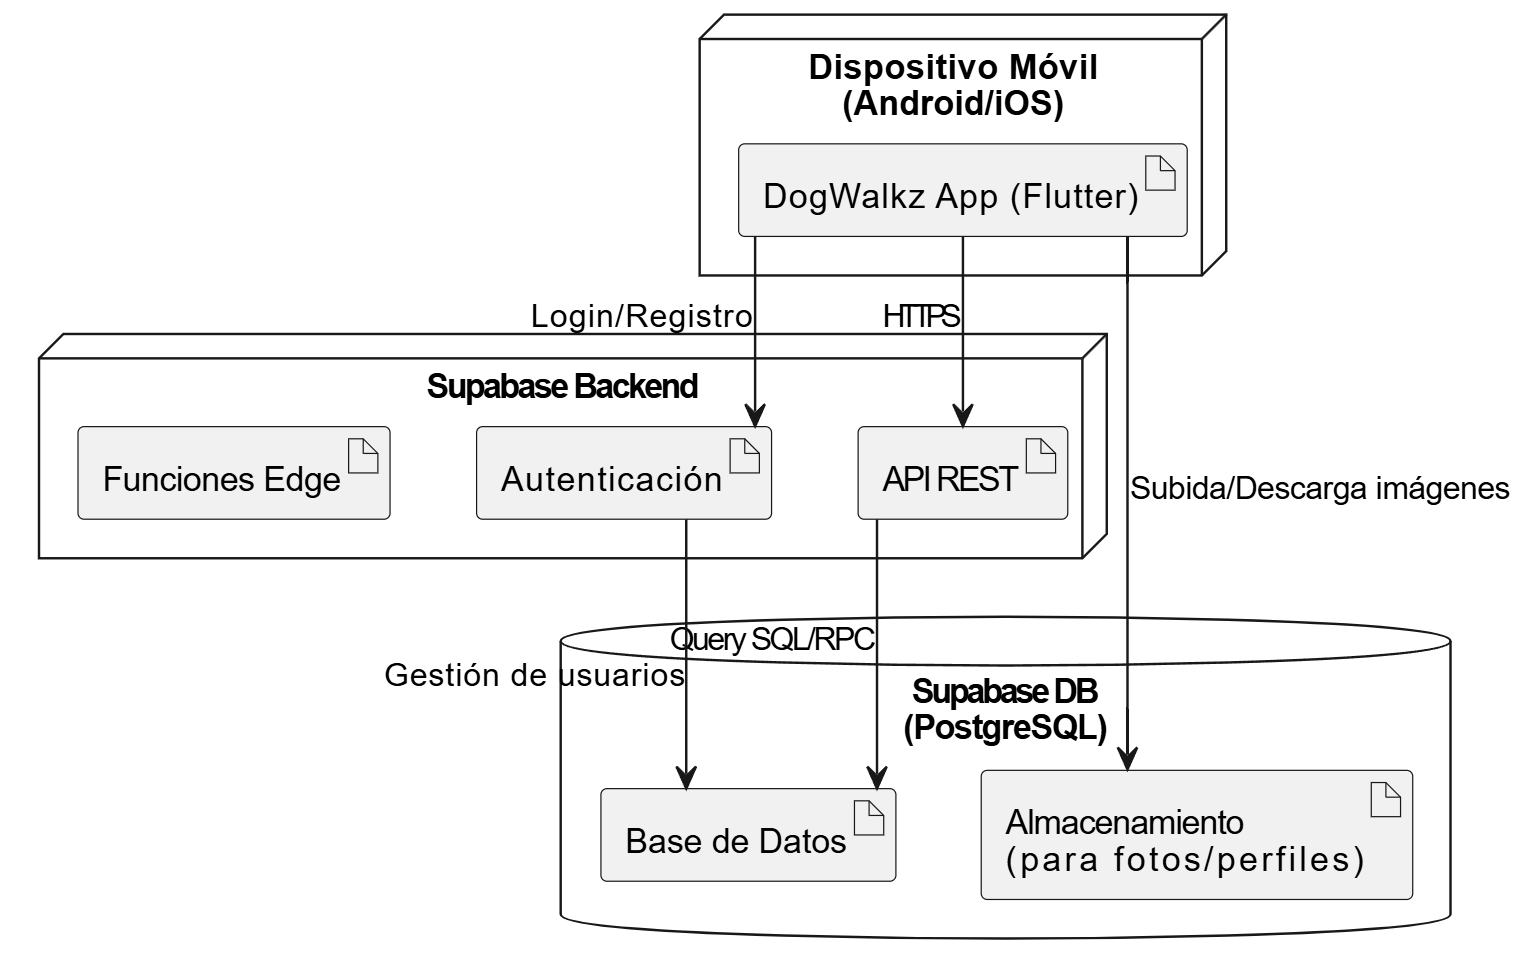 Dispositivo Móvil
(Android/iOS)
DogWalkz App (Flutter)
Login/Registro
HTTPS
Supabase Backend
Funciones Edge
Autenticación
API REST
Subida/Descarga imágenes
Query SQL/RPC
Gestión de usuarios
Supabase DB
(PostgreSQL)
Base de Datos
Almacenamiento
(para fotos/perfiles)